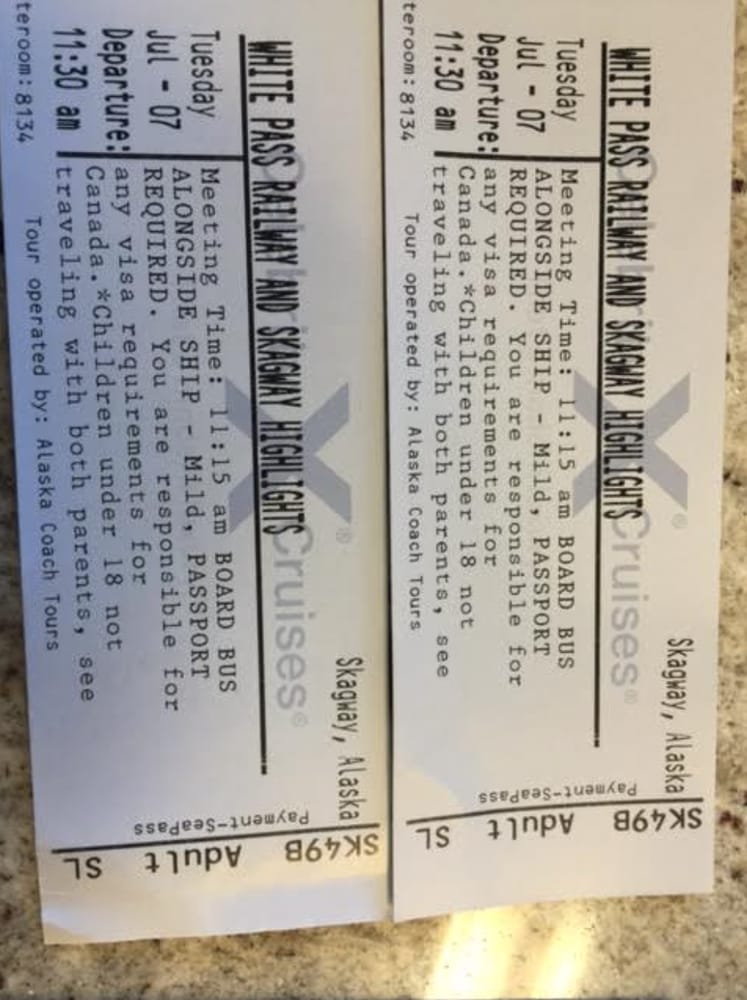 Skagway, Alaska
X® Cruises®
WHITE PASS RAILWAY AND SKAGWAY HIGHLIGHTS
Tuesday
Jul - 07
Departure:
11:30 am
Meeting Time: 11:15 am BOARD BUS
ALONGSIDE SHIP - Mild, PASSPORT
REQUIRED. You are responsible for
any visa requirements for
Canada.*Children under 18 not
traveling with both parents, see
teroom: 8134 Tour operated by: Alaska Coach Tours
Payment-SeaPass
SK49B
Adult
SL
Skagway, Alaska
X® Cruises®
WHITE PASS RAILWAY AND SKAGWAY HIGHLIGHTS
Tuesday
Jul - 07
Departure:
11:30 am
Meeting Time: 11:15 am BOARD BUS
ALONGSIDE SHIP - Mild, PASSPORT
REQUIRED. You are responsible for
any visa requirements for
Canada.*Children under 18 not
traveling with both parents, see
teroom: 8134 Tour operated by: Alaska Coach Tours
Payment-SeaPass
SK49B
Adult
SL